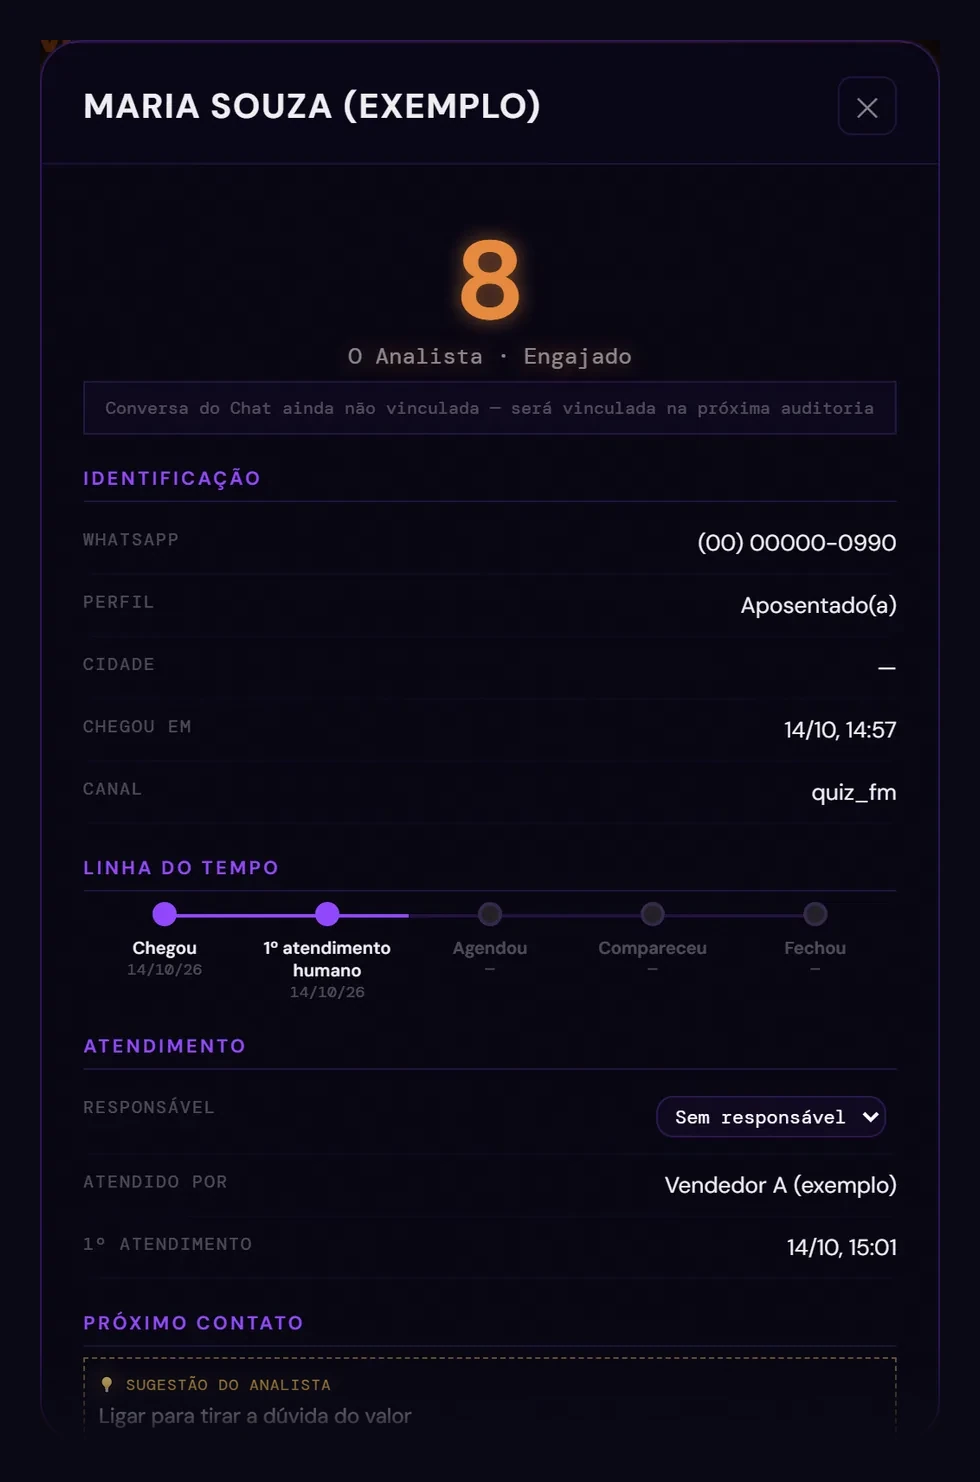 MARIA SOUZA (EXEMPLO)
8
O Analista · Engajado
Conversa do Chat ainda não vinculada — será vinculada na próxima auditoria
IDENTIFICAÇÃO
WHATSAPP (00) 00000-0990
PERFIL Aposentado(a)
CIDADE —
CHEGOU EM 14/10, 14:57
CANAL quiz_fm
LINHA DO TEMPO
Chegou
14/10/26
1º atendimento
humano
14/10/26
Agendou
—
Compareceu
—
Fechou
—
ATENDIMENTO
RESPONSÁVEL Sem responsável
ATENDIDO POR Vendedor A (exemplo)
1º ATENDIMENTO 14/10, 15:01
PRÓXIMO CONTATO
SUGESTÃO DO ANALISTA
Ligar para tirar a dúvida do valor